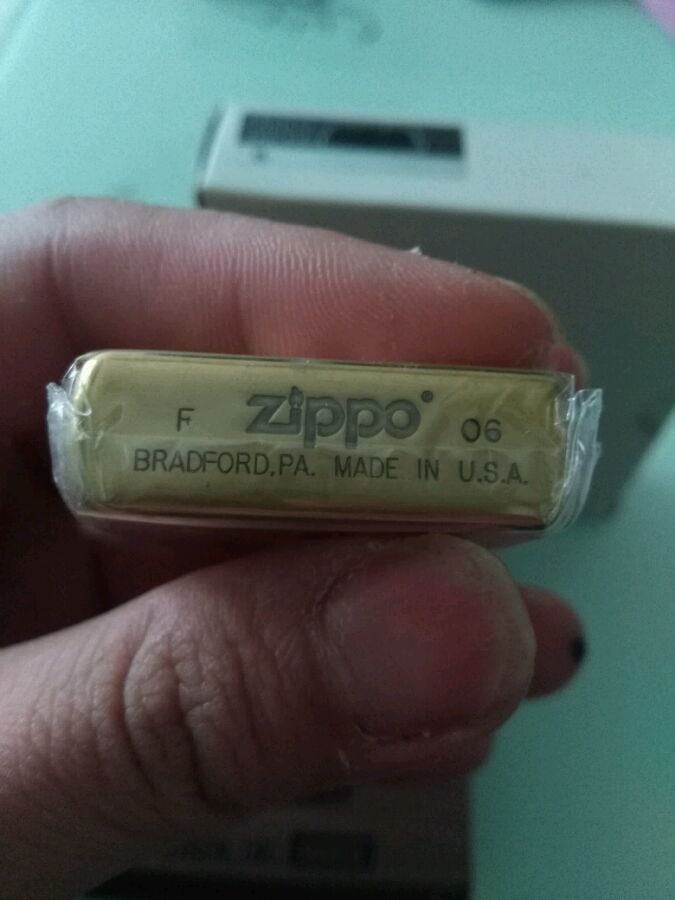 F zippo® 06
BRADFORD,PA. MADE IN U.S.A.